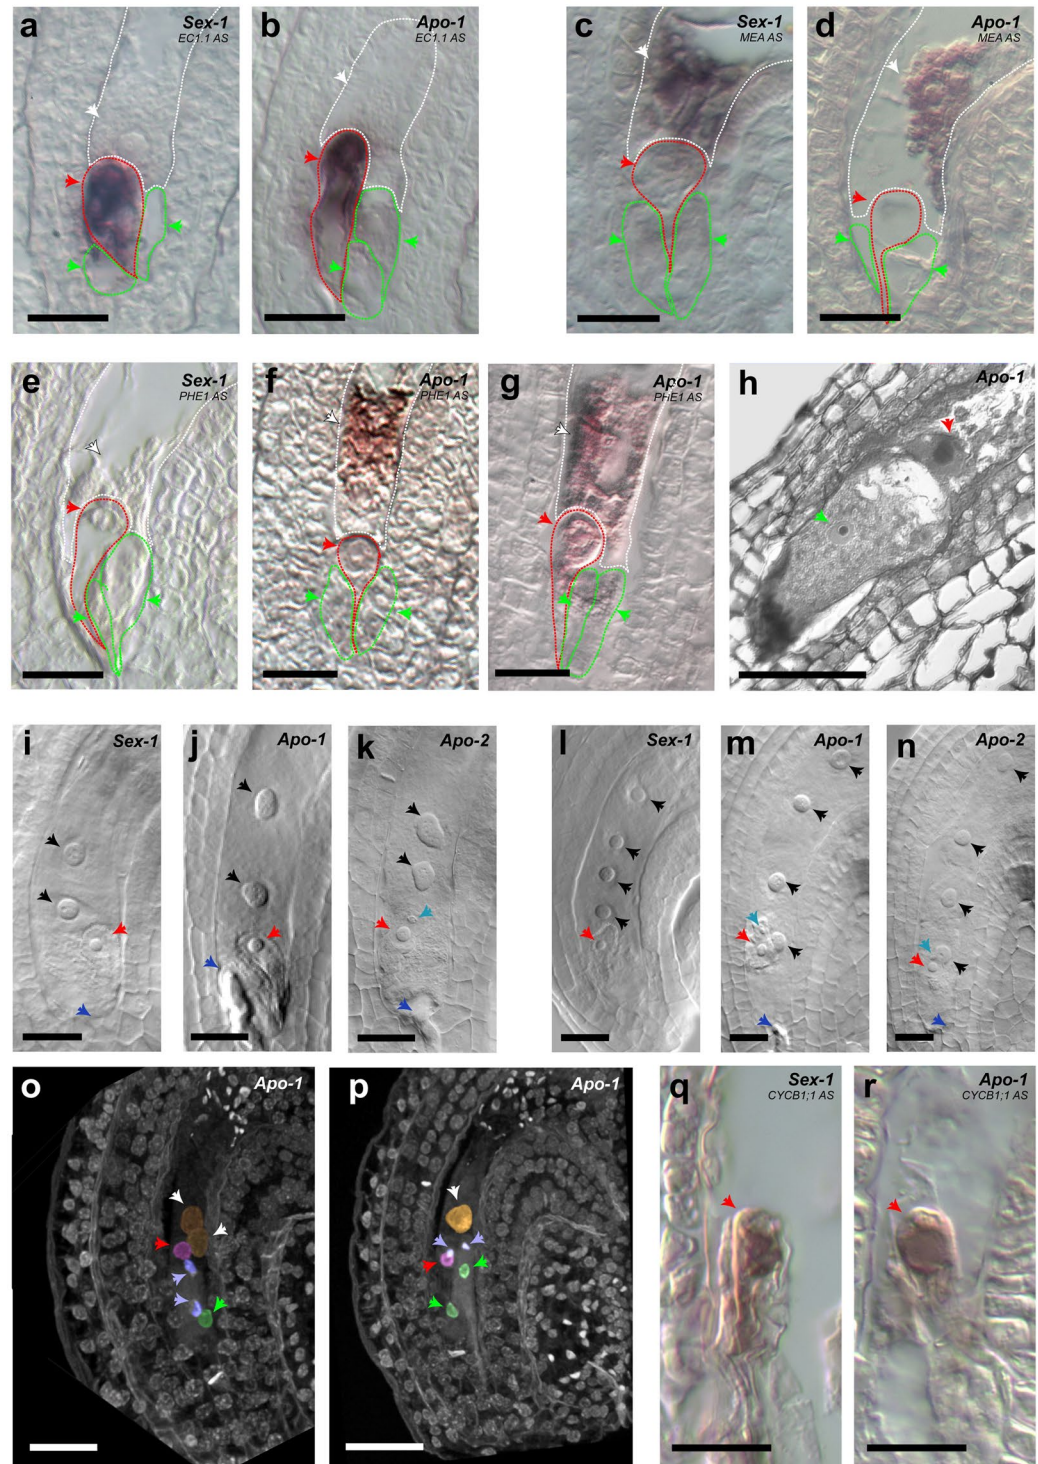 a
Sex-1
EC1.1 AS
b
Apo-1
EC1.1 AS
c
Sex-1
MEA AS
d
Apo-1
MEA AS
e
Sex-1
PHE1 AS
f
Apo-1
PHE1 AS
g
Apo-1
PHE1 AS
h
Apo-1
i
Sex-1
j
Apo-1
k
Apo-2
l
Sex-1
m
Apo-1
n
Apo-2
o
Apo-1
p
Apo-1
q
Sex-1
CYCB1;1 AS
r
Apo-1
CYCB1;1 AS